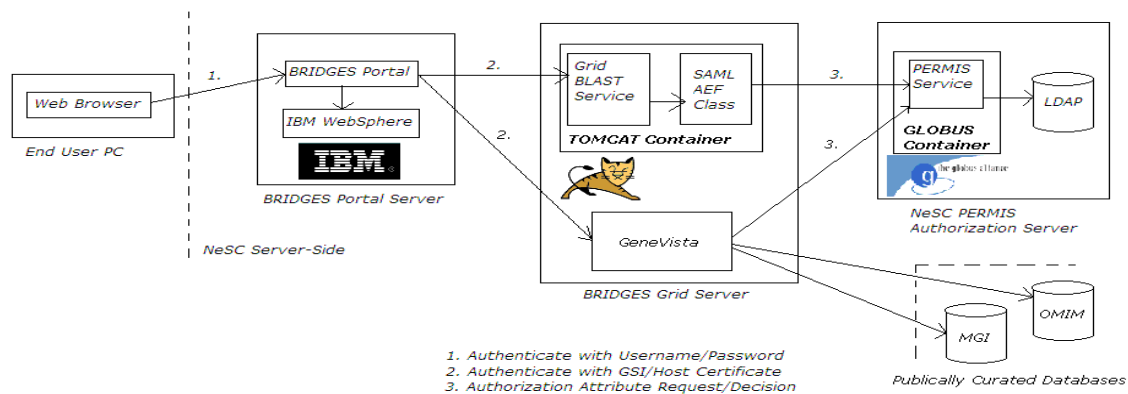 Web Browser
End User PC
1.
NeSC Server-Side
BRIDGES Portal
IBM WebSphere
IBM
BRIDGES Portal Server
2.
2.
Grid
BLAST
Service
SAML
AEF
Class
TOMCAT Container
GeneVista
BRIDGES Grid Server
3.
3.
PERMIS
Service
LDAP
GLOBUS
Container
g
the globus alliance
NeSC PERMIS
Authorization Server
OMIM
MGI
Publically Curated Databases
1. Authenticate with Username/Password
2. Authenticate with GSI/Host Certificate
3. Authorization Attribute Request/Decision